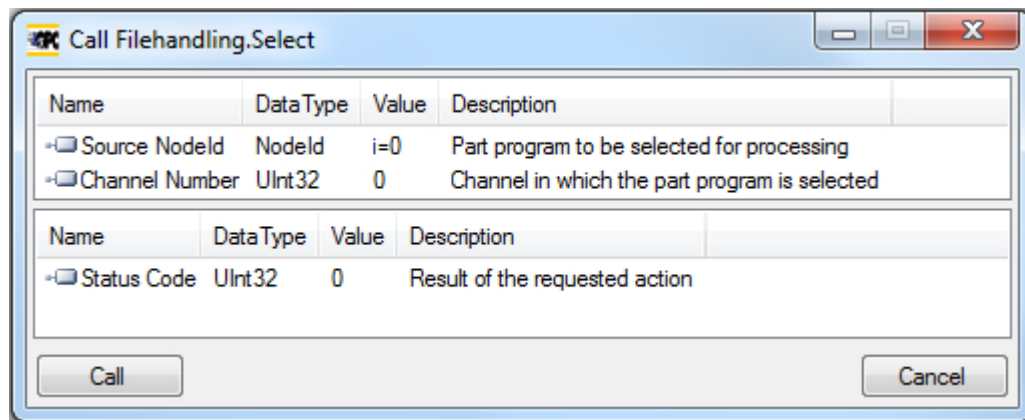 OPC Call Filehandling.Select
Name DataType Value Description
Source NodeId NodeId i=0 Part program to be selected for processing
Channel Number UInt32 0 Channel in which the part program is selected
Name DataType Value Description
Status Code UInt32 0 Result of the requested action
Call Cancel